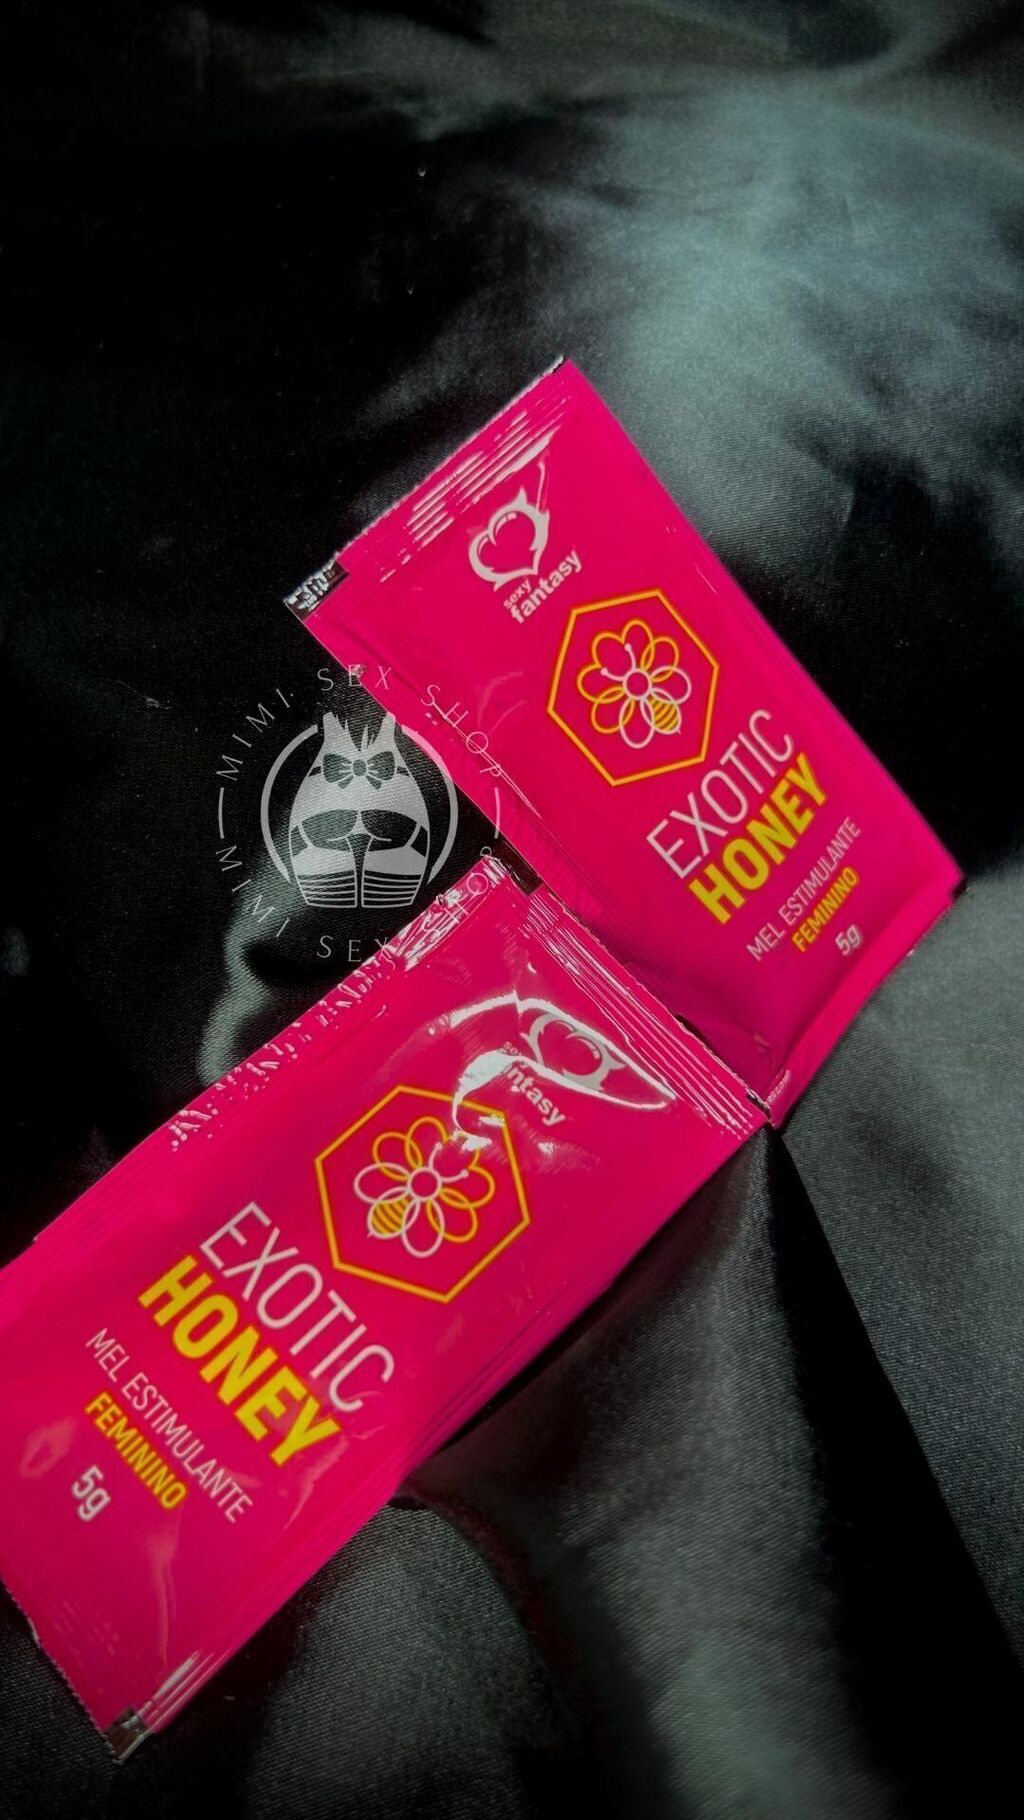 sexy
fantasy
EXOTIC
HONEY
MEL ESTIMULANTE
FEMININO
5g
MIMI SEX SHOP
MIMI SEX SHOP
fantasy
EXOTIC
HONEY
MEL ESTIMULANTE
FEMININO
5g